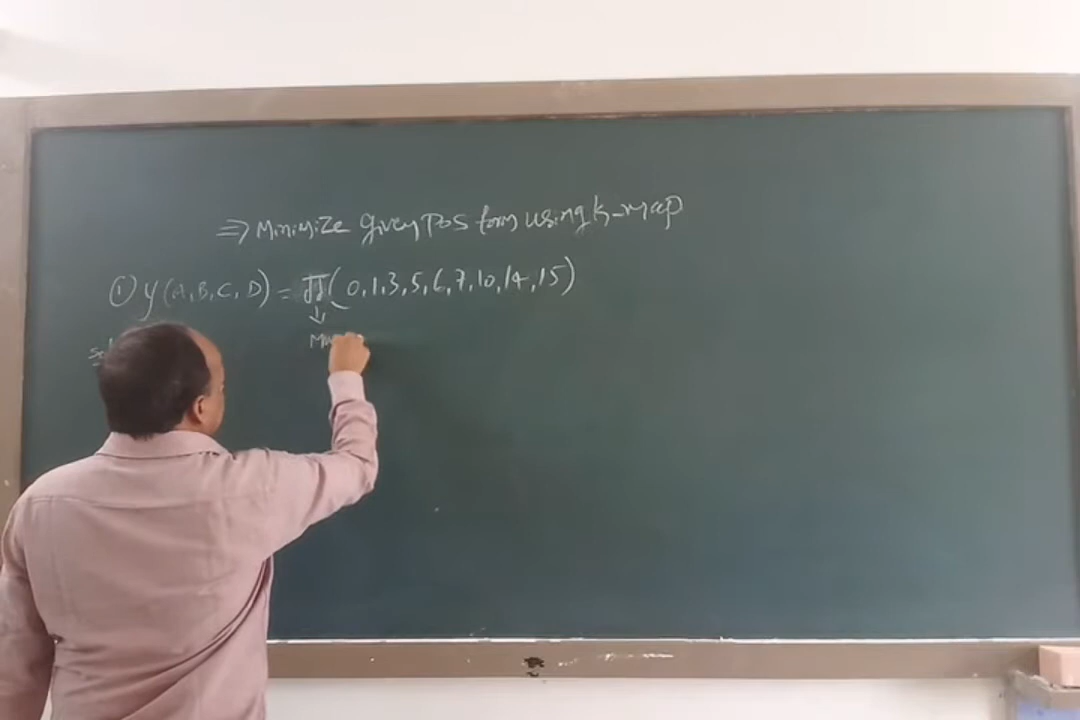 ⇒ Minimize given POS form using K-map
① Y(A,B,C,D) = π(0,1,3,5,6,7,10,14,15)
↓